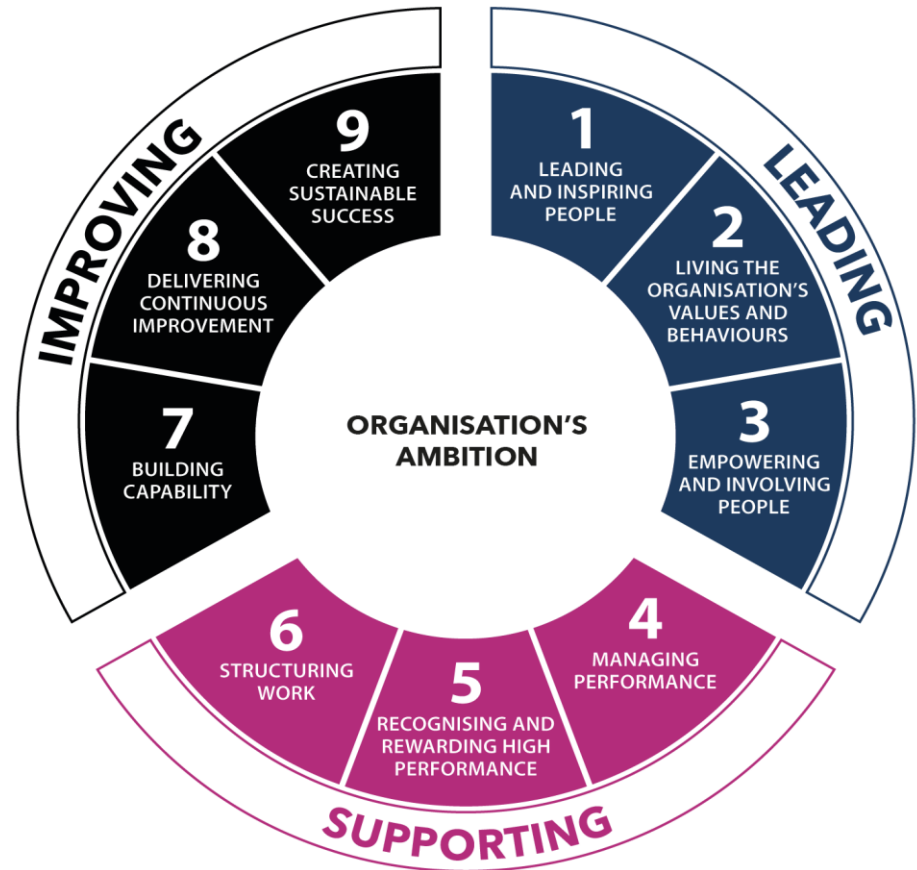 ORGANISATION'S
AMBITION
LEADING
1
LEADING
AND INSPIRING
PEOPLE
2
LIVING THE
ORGANISATION'S
VALUES AND
BEHAVIOURS
3
EMPOWERING
AND INVOLVING
PEOPLE
SUPPORTING
4
MANAGING
PERFORMANCE
5
RECOGNISING AND
REWARDING HIGH
PERFORMANCE
6
STRUCTURING
WORK
IMPROVING
7
BUILDING
CAPABILITY
8
DELIVERING
CONTINUOUS
IMPROVEMENT
9
CREATING
SUSTAINABLE
SUCCESS